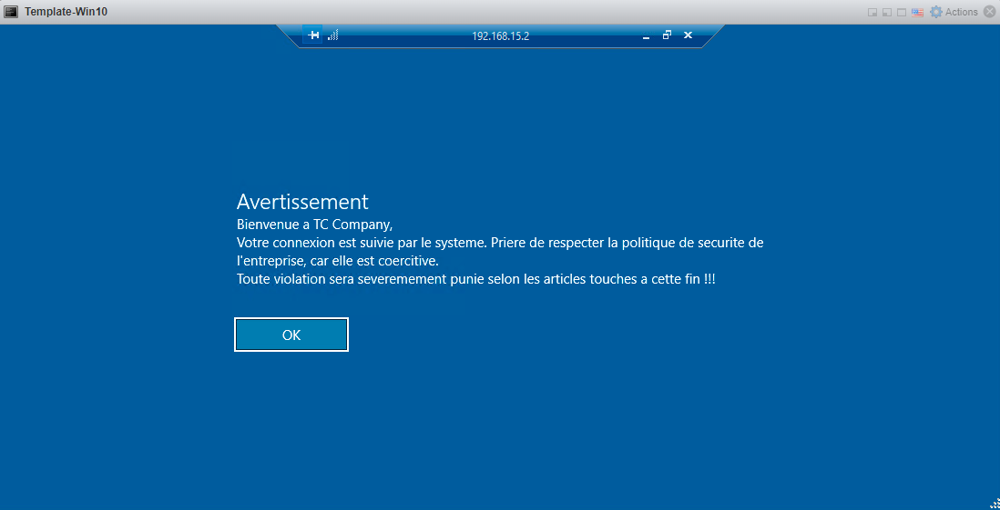 Template-Win10
Actions
192.168.15.2
Avertissement
Bienvenue a TC Company,
Votre connexion est suivie par le systeme. Priere de respecter la politique de securite de
l'entreprise, car elle est coercitive.
Toute violation sera severemement punie selon les articles touches a cette fin !!!
OK